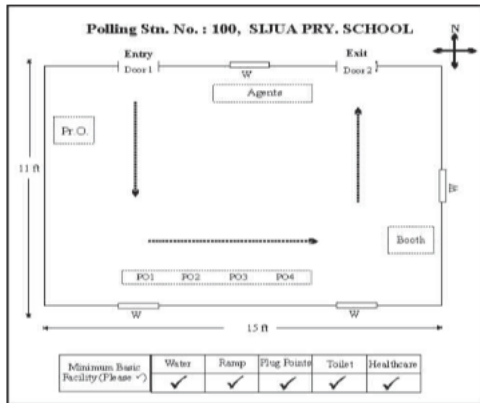 Polling Stn. No. : 100, SIJUA PRY. SCHOOL
N
Entry
Exit
Door 1
W
Door 2
Agents
Pr.O.
11 ft
W
Booth
PO1 PO2 PO3 PO4
W
W
15 ft
Minimum Basic Facility (Please ✓)
Water
Ramp
Plug Points
Toilet
Healthcare
✓ ✓ ✓ ✓ ✓